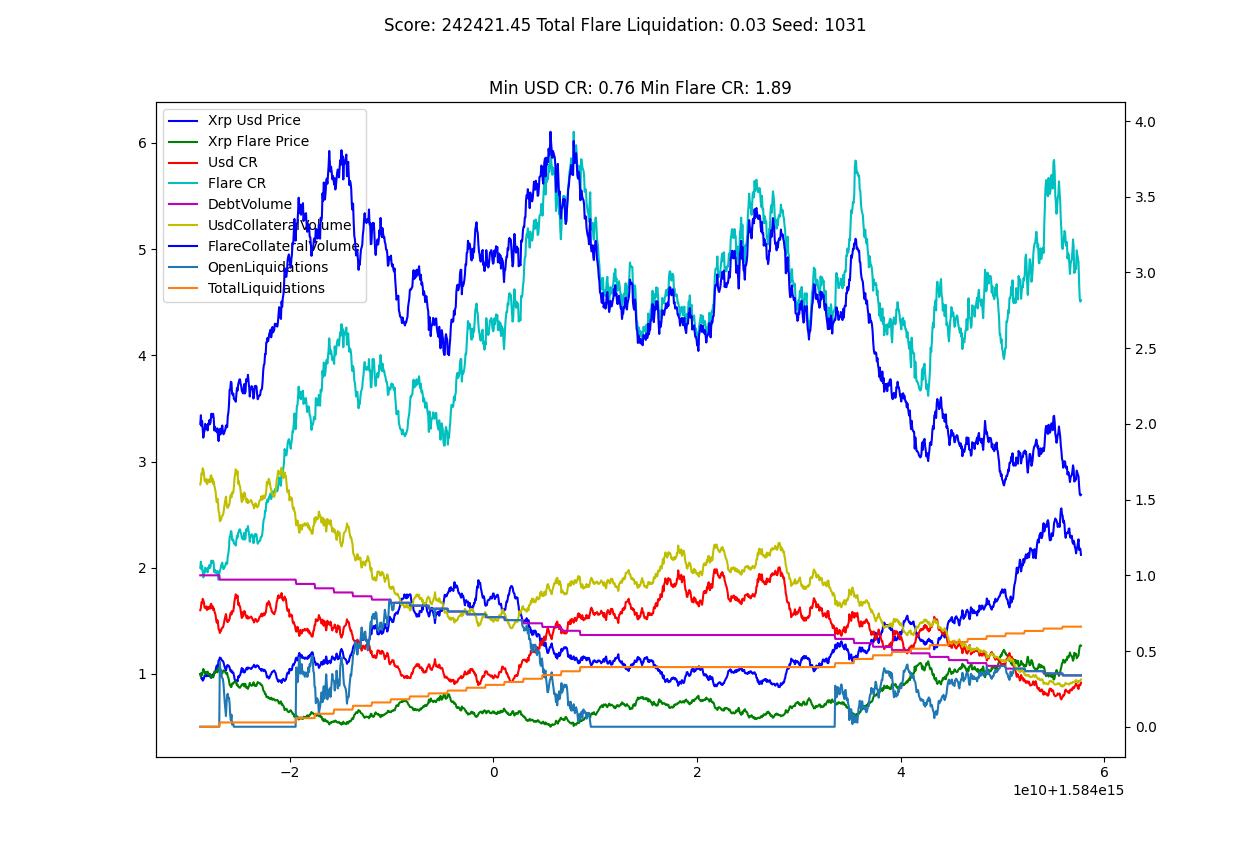 Score: 242421.45 Total Flare Liquidation: 0.03 Seed: 1031
Min USD CR: 0.76 Min Flare CR: 1.89
Xrp Usd Price
Xrp Flare Price
Usd CR
Flare CR
DebtVolume
UsdCollateralVolume
FlareCollateralVolume
OpenLiquidations
TotalLiquidations
6
5
4
3
2
1
4.0
3.5
3.0
2.5
2.0
1.5
1.0
0.5
0.0
−2 0 2 4 6
1e10+1.584e15